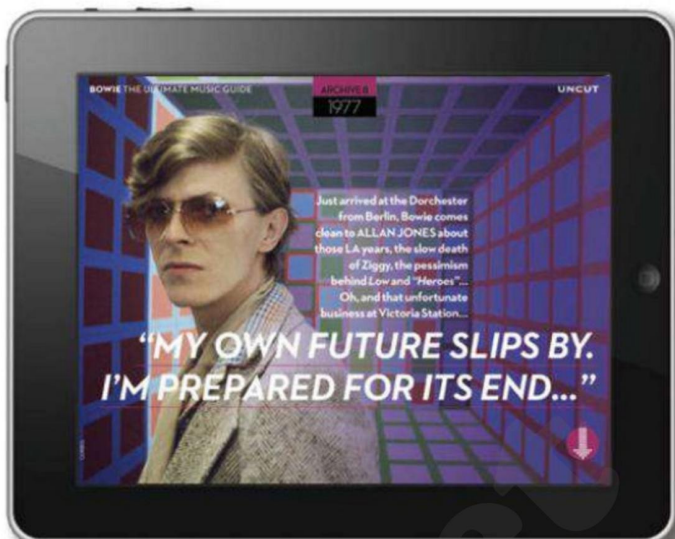 BOWIE THE ULTIMATE MUSIC GUIDE
ARCHIVE 8
1977
UNCUT
Just arrived at the Dorchester
from Berlin, Bowie comes
clean to ALLAN JONES about
those LA years, the slow death
of Ziggy, the pessimism
behind Low and "Heroes"...
Oh, and that unfortunate
business at Victoria Station...
"MY OWN FUTURE SLIPS BY.
I'M PREPARED FOR ITS END..."